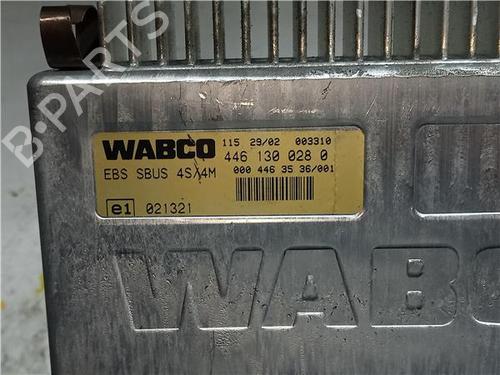 B-PARTS
WABCO 115 29/02 003310
446 130 028 0
EBS SBUS 4S/4M 000 446 35 36/001
e1 021321
WABC